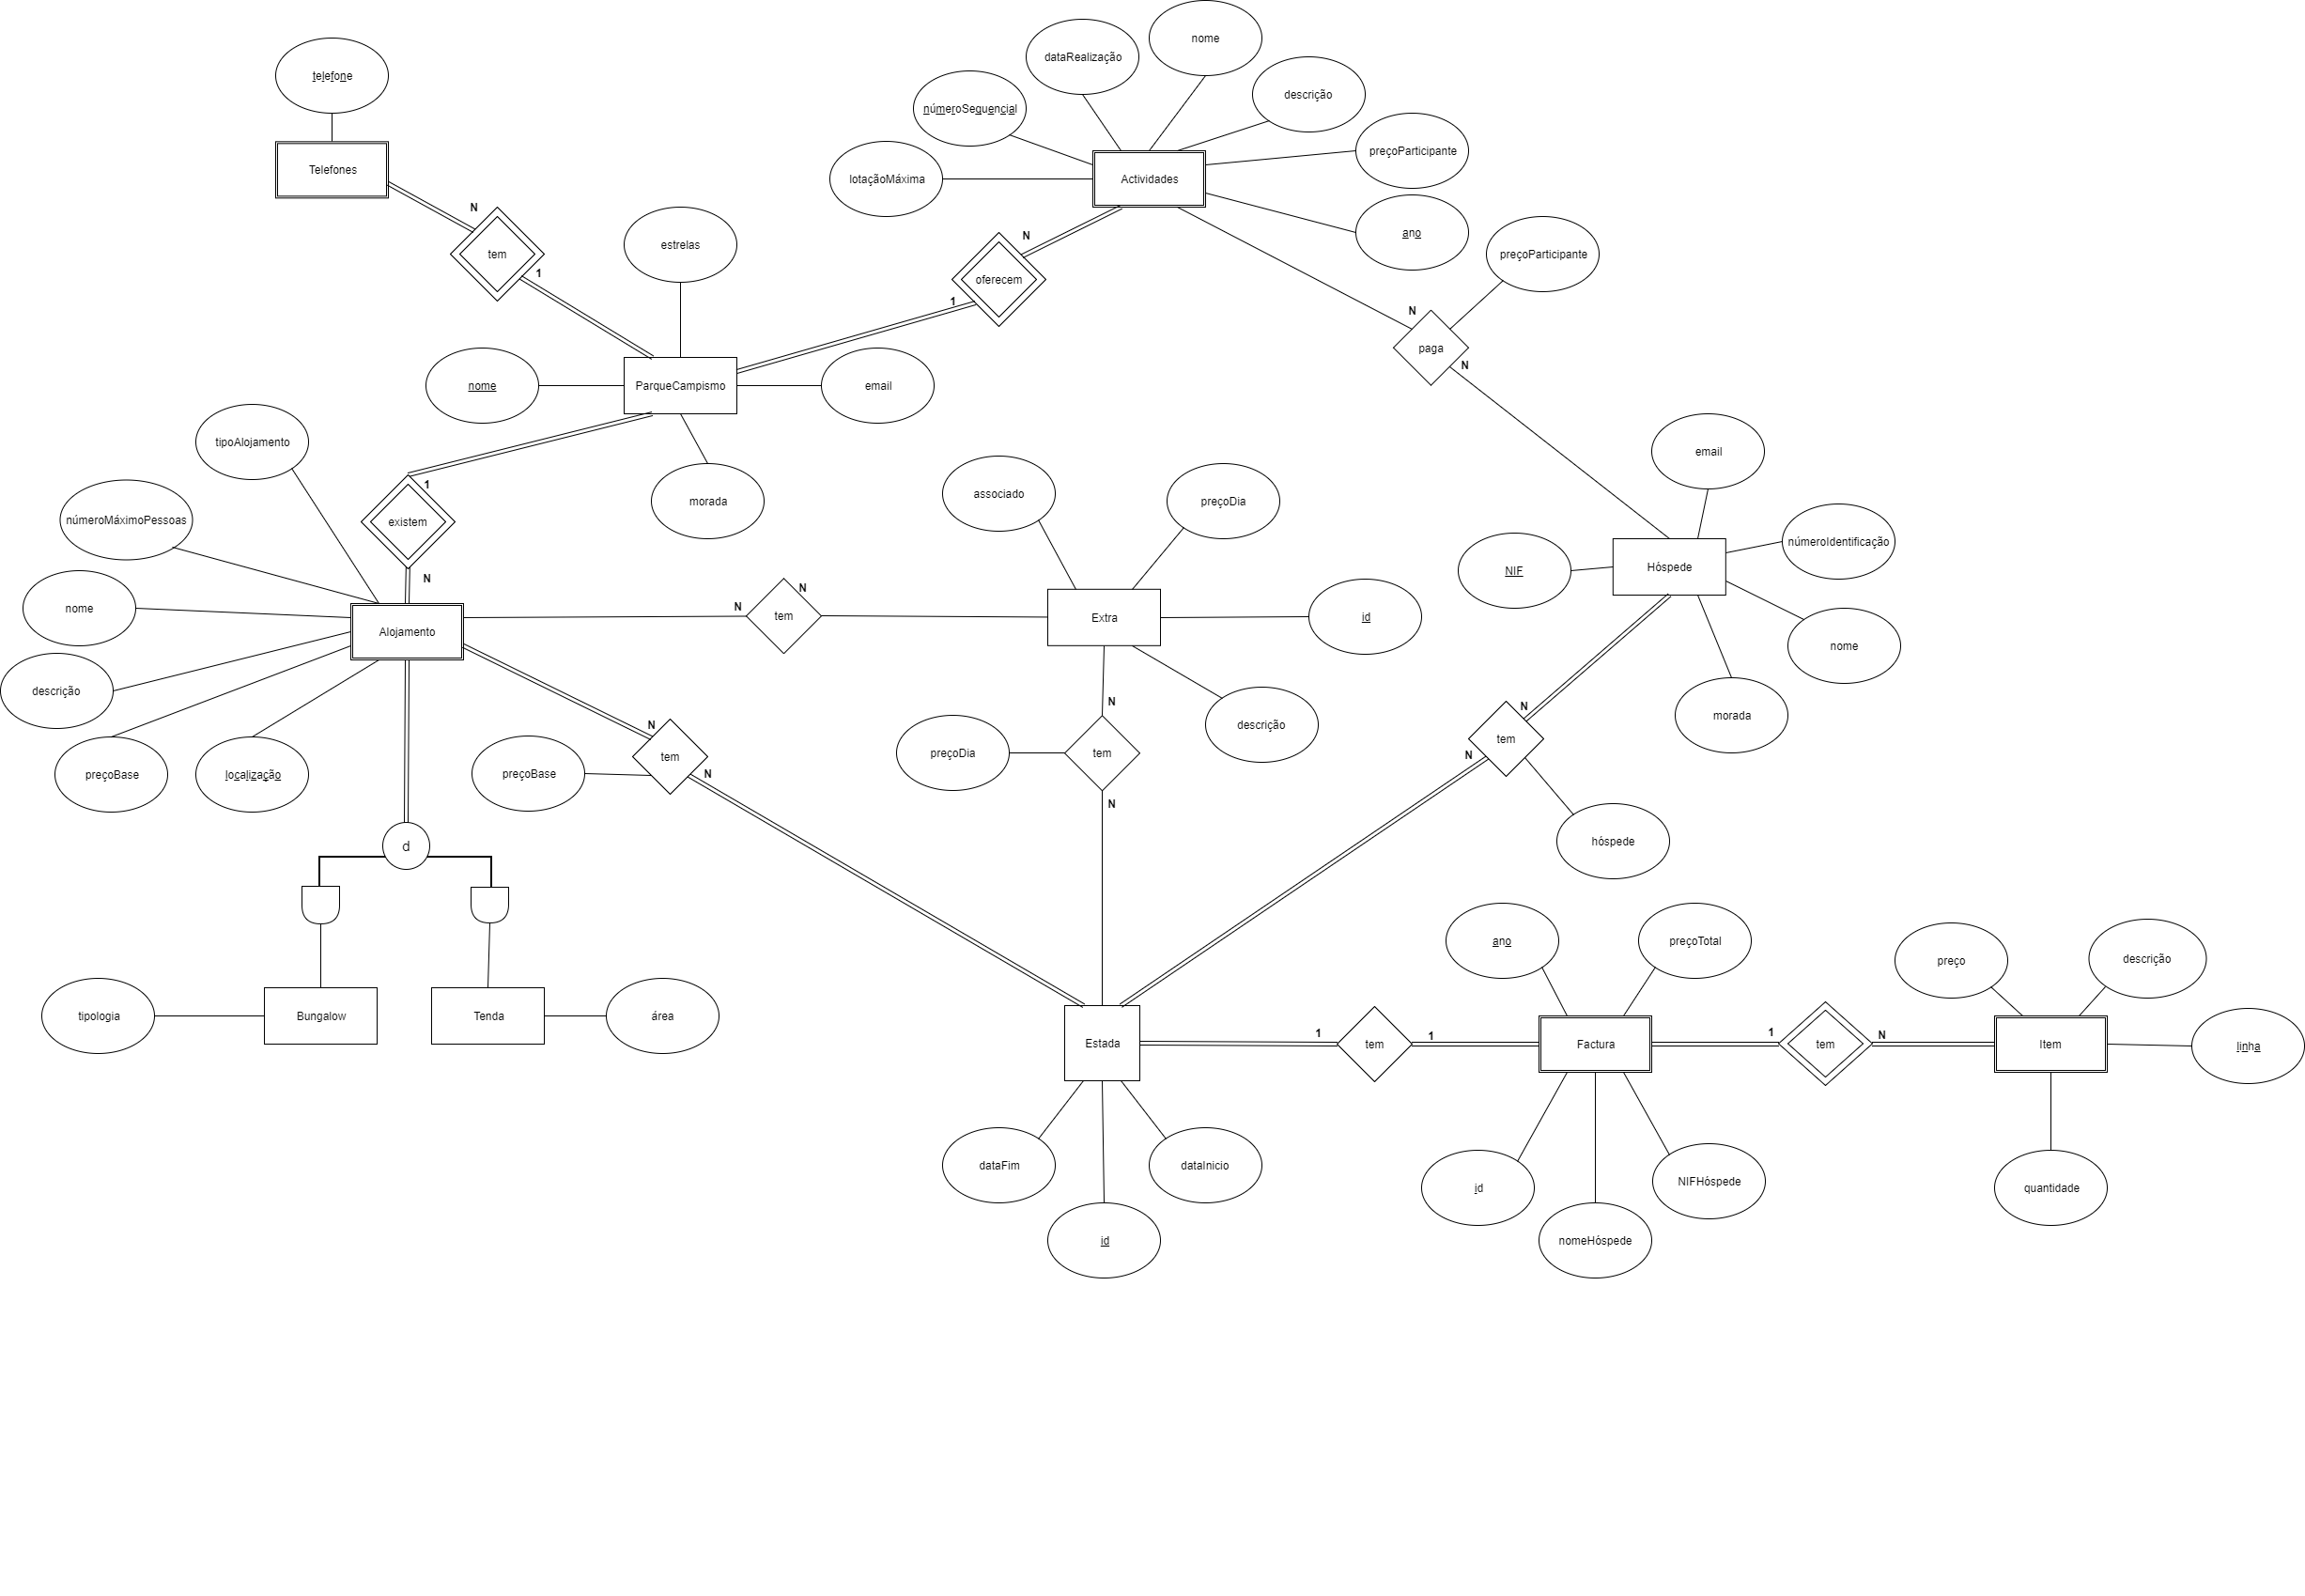 nome
dataRealização
telefone
descrição
númeroSequencial
preçoParticipante
Telefones
lotaçãoMáxima
Actividades
N
ano
N
estrelas
tem
preçoParticipante
1
oferecem
1
N
paga
N
nome
ParqueCampismo
email
tipoAlojamento
email
1
associado
preçoDia
morada
númeroMáximoPessoas
existem
númeroIdentificação
NIF
Hóspede
N
N
nome
N
tem
Extra
id
Alojamento
nome
descrição
N
N
morada
N
descrição
tem
preçoDia
tem
N
tem
preçoBase
localização
preçoBase
N
N
hóspede
d
ano
preçoTotal
preço
descrição
tipologia
Bungalow
Tenda
área
Estada
1
tem
1
Factura
1
tem
N
Item
linha
dataFim
dataInicio
id
NIFHóspede
quantidade
id
nomeHóspede